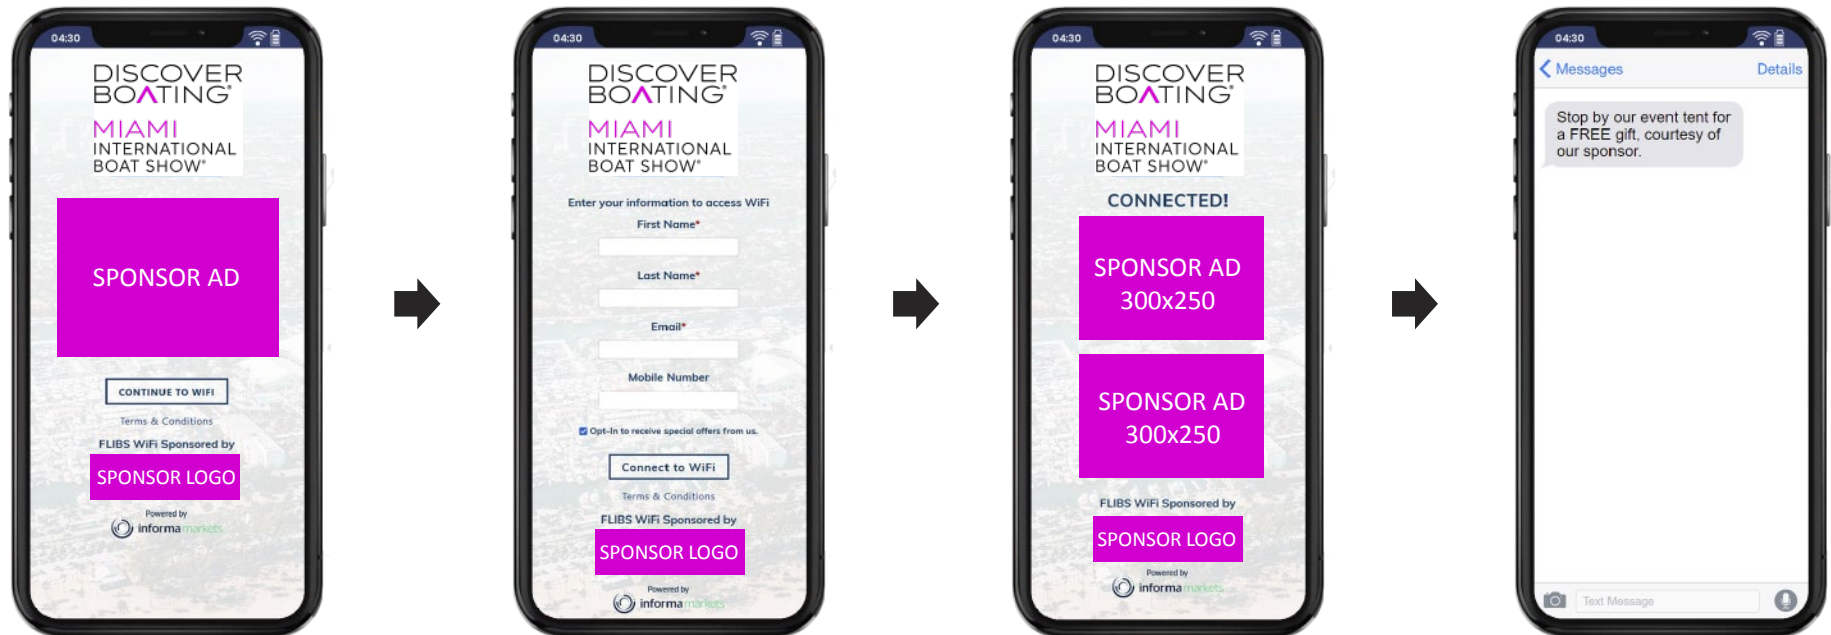 04:30
DISCOVER
BOATING®
MIAMI
INTERNATIONAL
BOAT SHOW®
SPONSOR AD
CONTINUE TO WIFI
Terms & Conditions
FLIBS WiFi Sponsored by
SPONSOR LOGO
Powered by
informa markets
04:30
DISCOVER
BOATING®
MIAMI
INTERNATIONAL
BOAT SHOW®
Enter your information to access WiFi
First Name*
Last Name*
Email*
Mobile Number
Opt-In to receive special offers from us.
Connect to WiFi
Terms & Conditions
FLIBS WiFi Sponsored by
SPONSOR LOGO
Powered by
informa markets
04:30
DISCOVER
BOATING®
MIAMI
INTERNATIONAL
BOAT SHOW®
CONNECTED!
SPONSOR AD
300x250
SPONSOR AD
300x250
FLIBS WiFi Sponsored by
SPONSOR LOGO
Powered by
informa markets
04:30
Messages
Details
Stop by our event tent for
a FREE gift, courtesy of
our sponsor.
Text Message